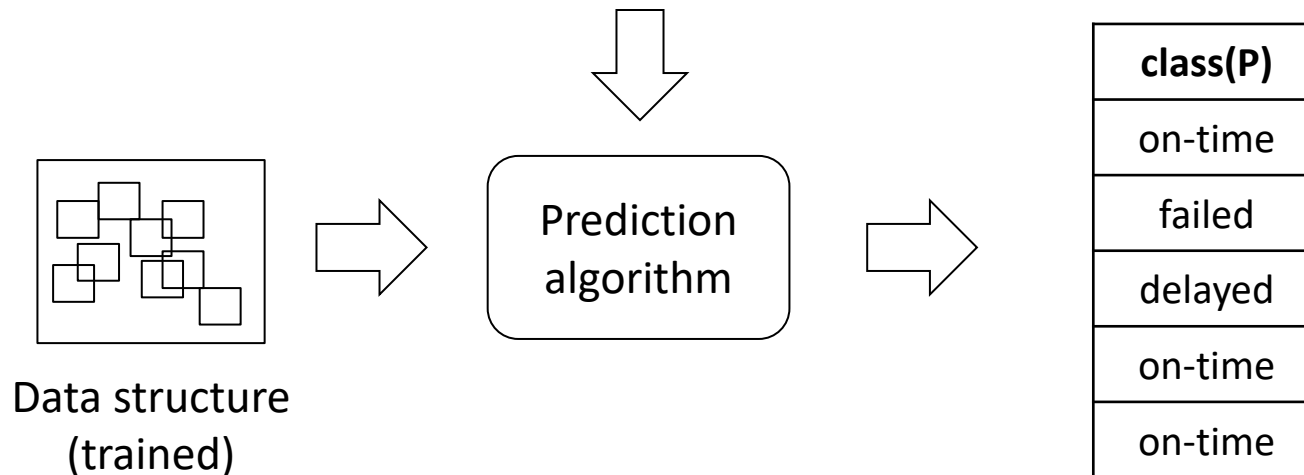 Prediction
algorithm
Data structure
(trained)
class(P)
on-time
failed
delayed
on-time
on-time